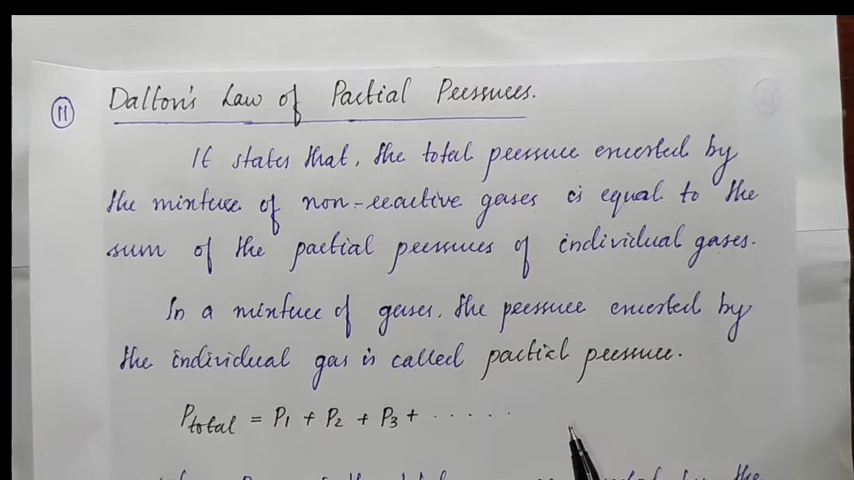 11 Dalton's Law of Partial Pressures.
It states that, the total pressure exerted by
the mixture of non-reactive gases is equal to the
sum of the partial pressures of individual gases.
In a mixture of gases, the pressure exerted by
the individual gas is called partial pressure.
Ptotal = P1 + P2 + P3 + ......
the